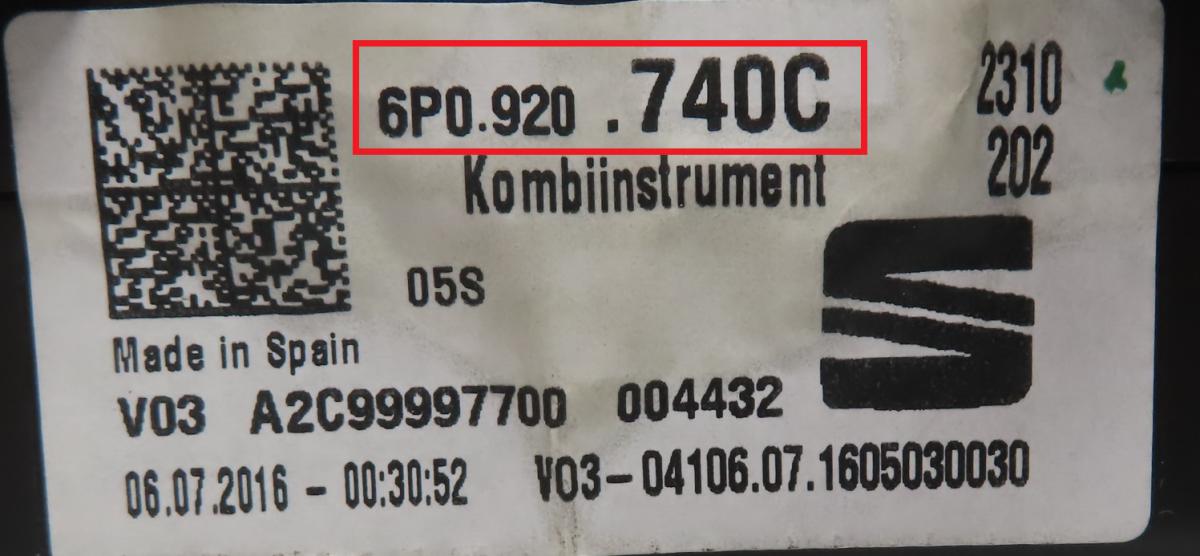 6P0.920 .740C
2310
202
Kombiinstrument
05S
Made in Spain
V03 A2C99997700 004432
06.07.2016 - 00:30:52 V03-04106.07.1605030030